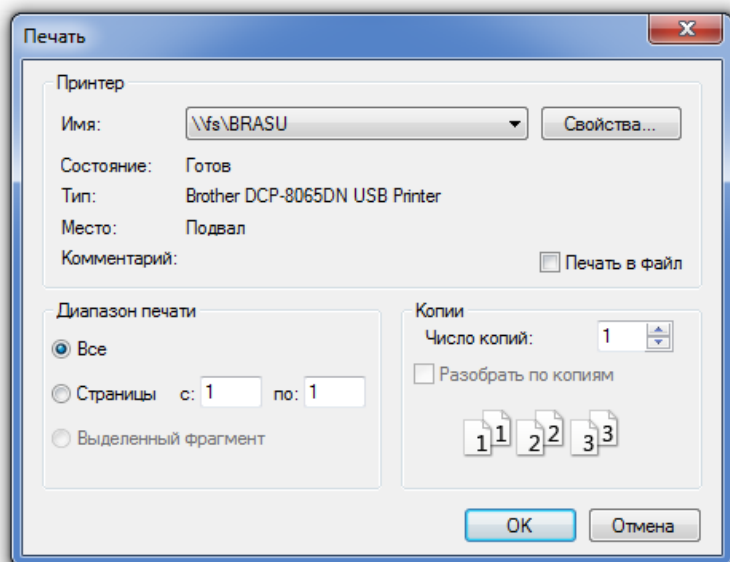 Печать
Принтер
Имя: \\fs\BRASU Свойства...
Состояние: Готов
Тип: Brother DCP-8065DN USB Printer
Место: Подвал
Комментарий:
Печать в файл
Диапазон печати
Все
Страницы с: 1 по: 1
Выделенный фрагмент
Копии
Число копий: 1
Разобрать по копиям
1 1 2 2 3 3
OK Отмена